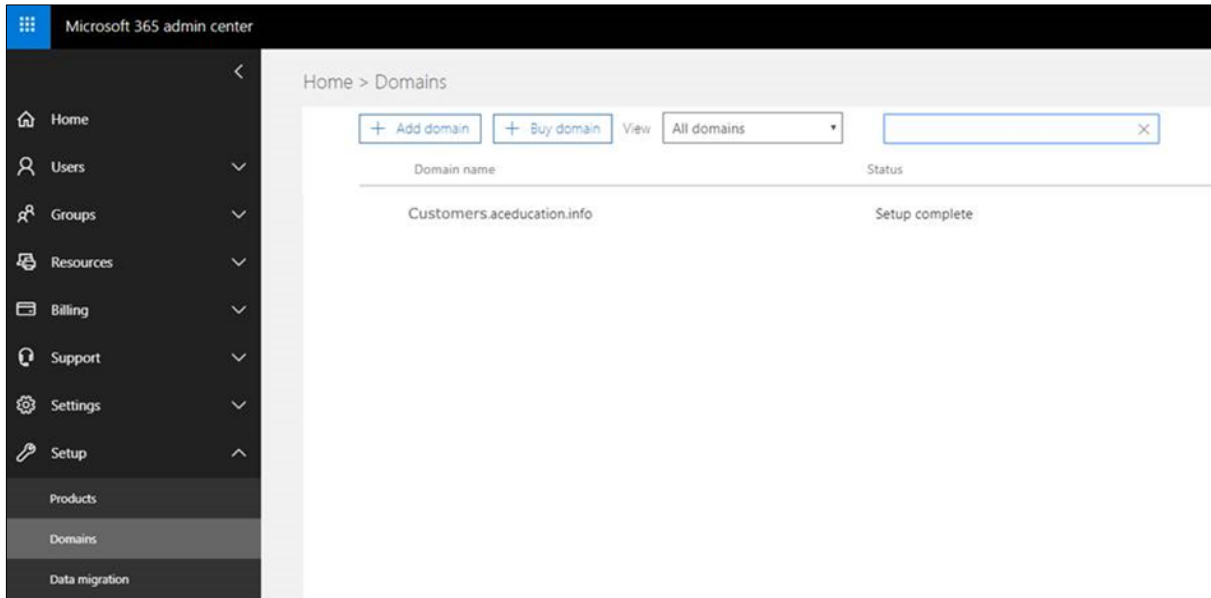 Microsoft 365 admin center
Home > Domains
Home
Users
Groups
Resources
Billing
Support
Settings
Setup
Products
Domains
Data migration
+ Add domain + Buy domain View All domains
Domain name Status
Customers.aceducation.info Setup complete